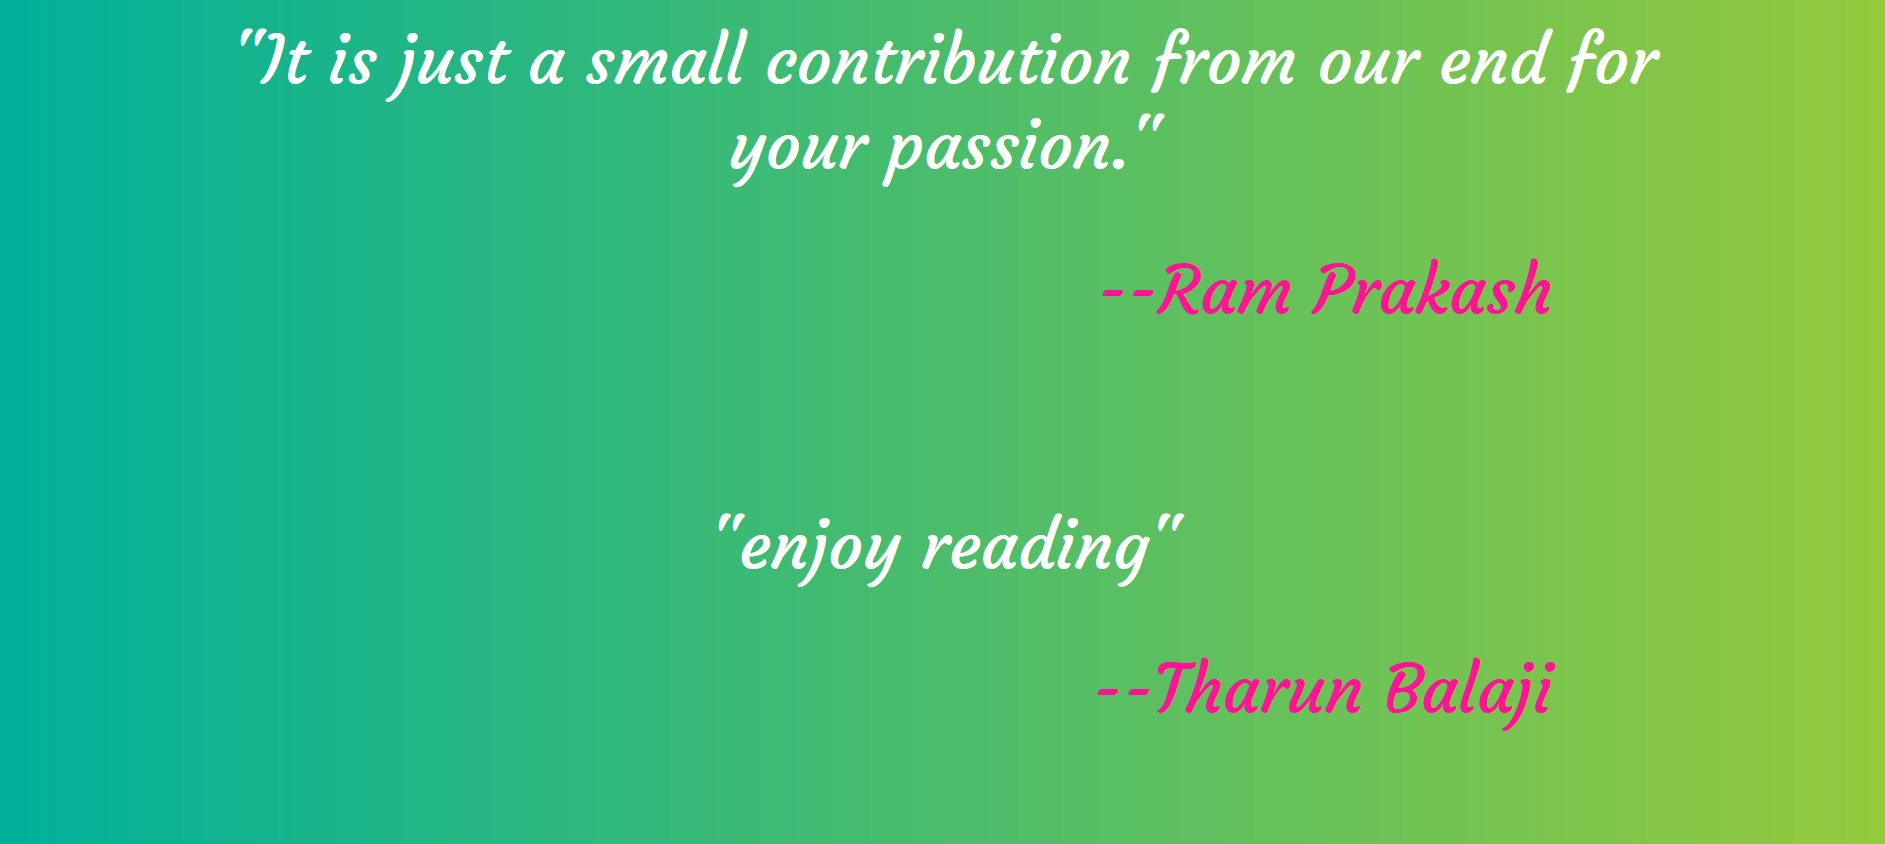 "It is just a small contribution from our end for
your passion."
--Ram Prakash
"enjoy reading"
--Tharun Balaji